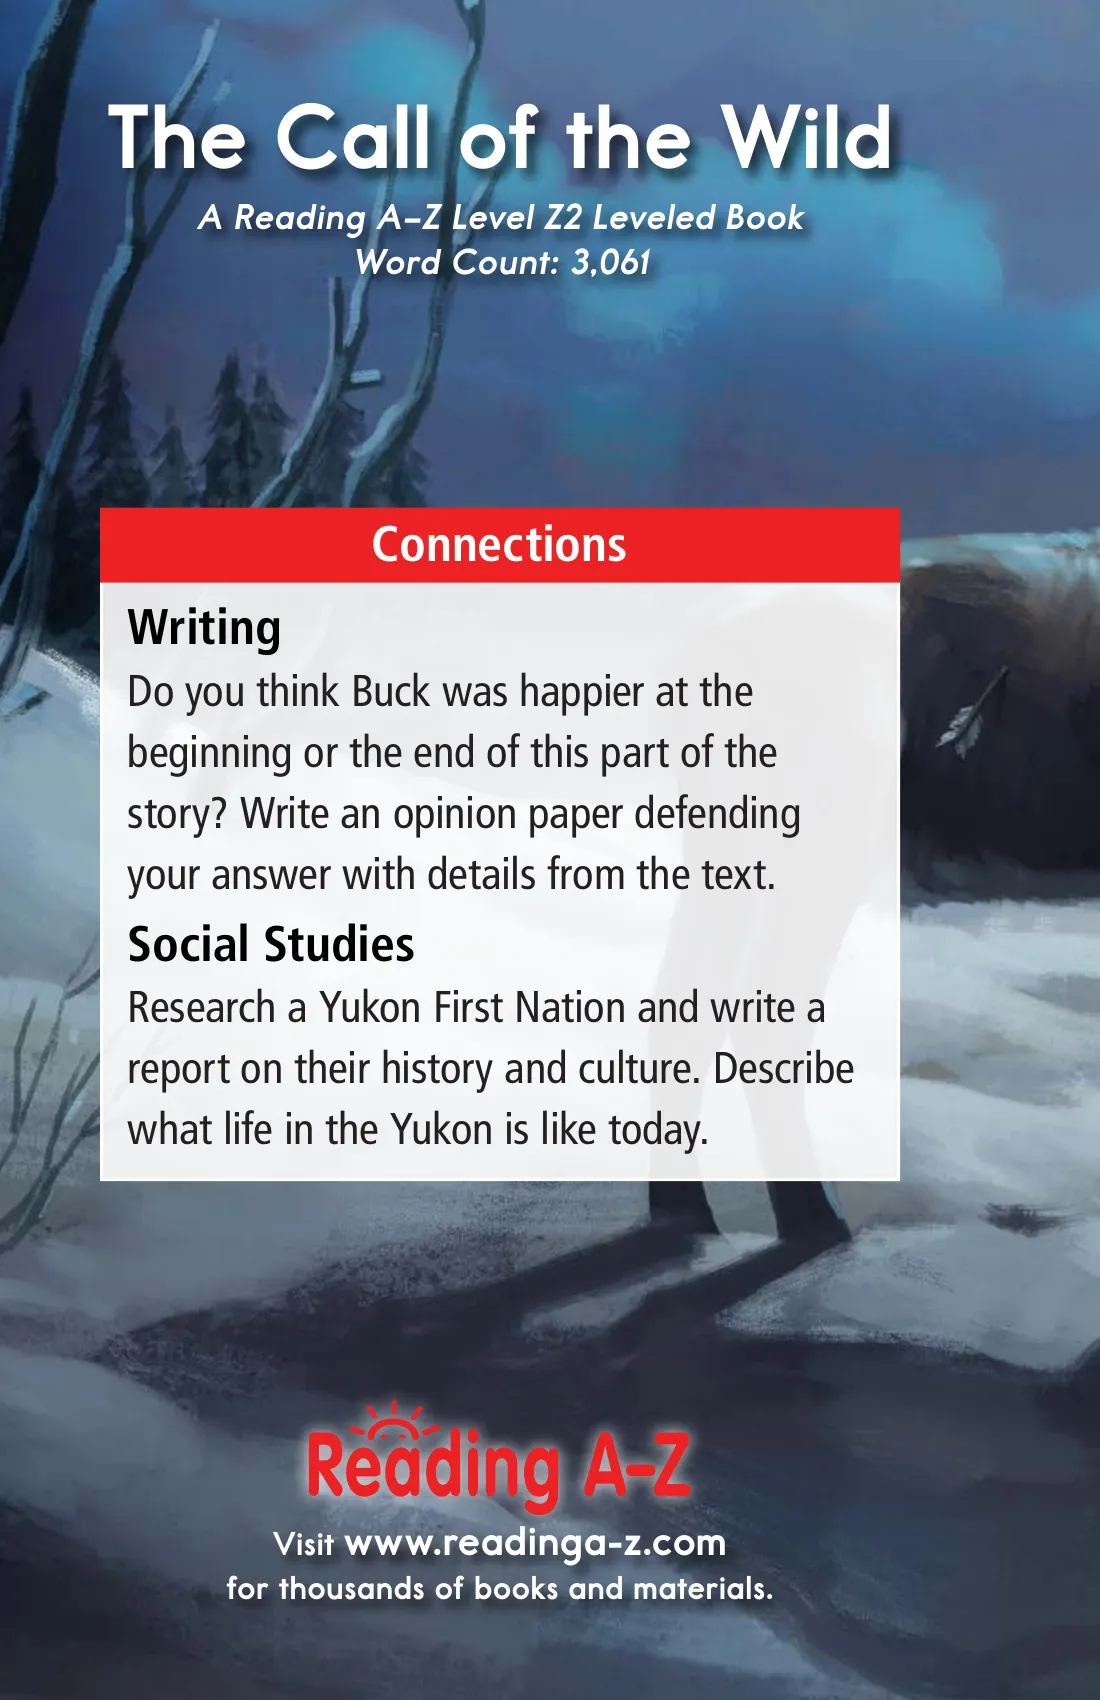 The Call of the Wild
A Reading A–Z Level Z2 Leveled Book
Word Count: 3,061
Connections
Writing
Do you think Buck was happier at the
beginning or the end of this part of the
story? Write an opinion paper defending
your answer with details from the text.
Social Studies
Research a Yukon First Nation and write a
report on their history and culture. Describe
what life in the Yukon is like today.
Reading A–Z
Visit www.readinga-z.com
for thousands of books and materials.